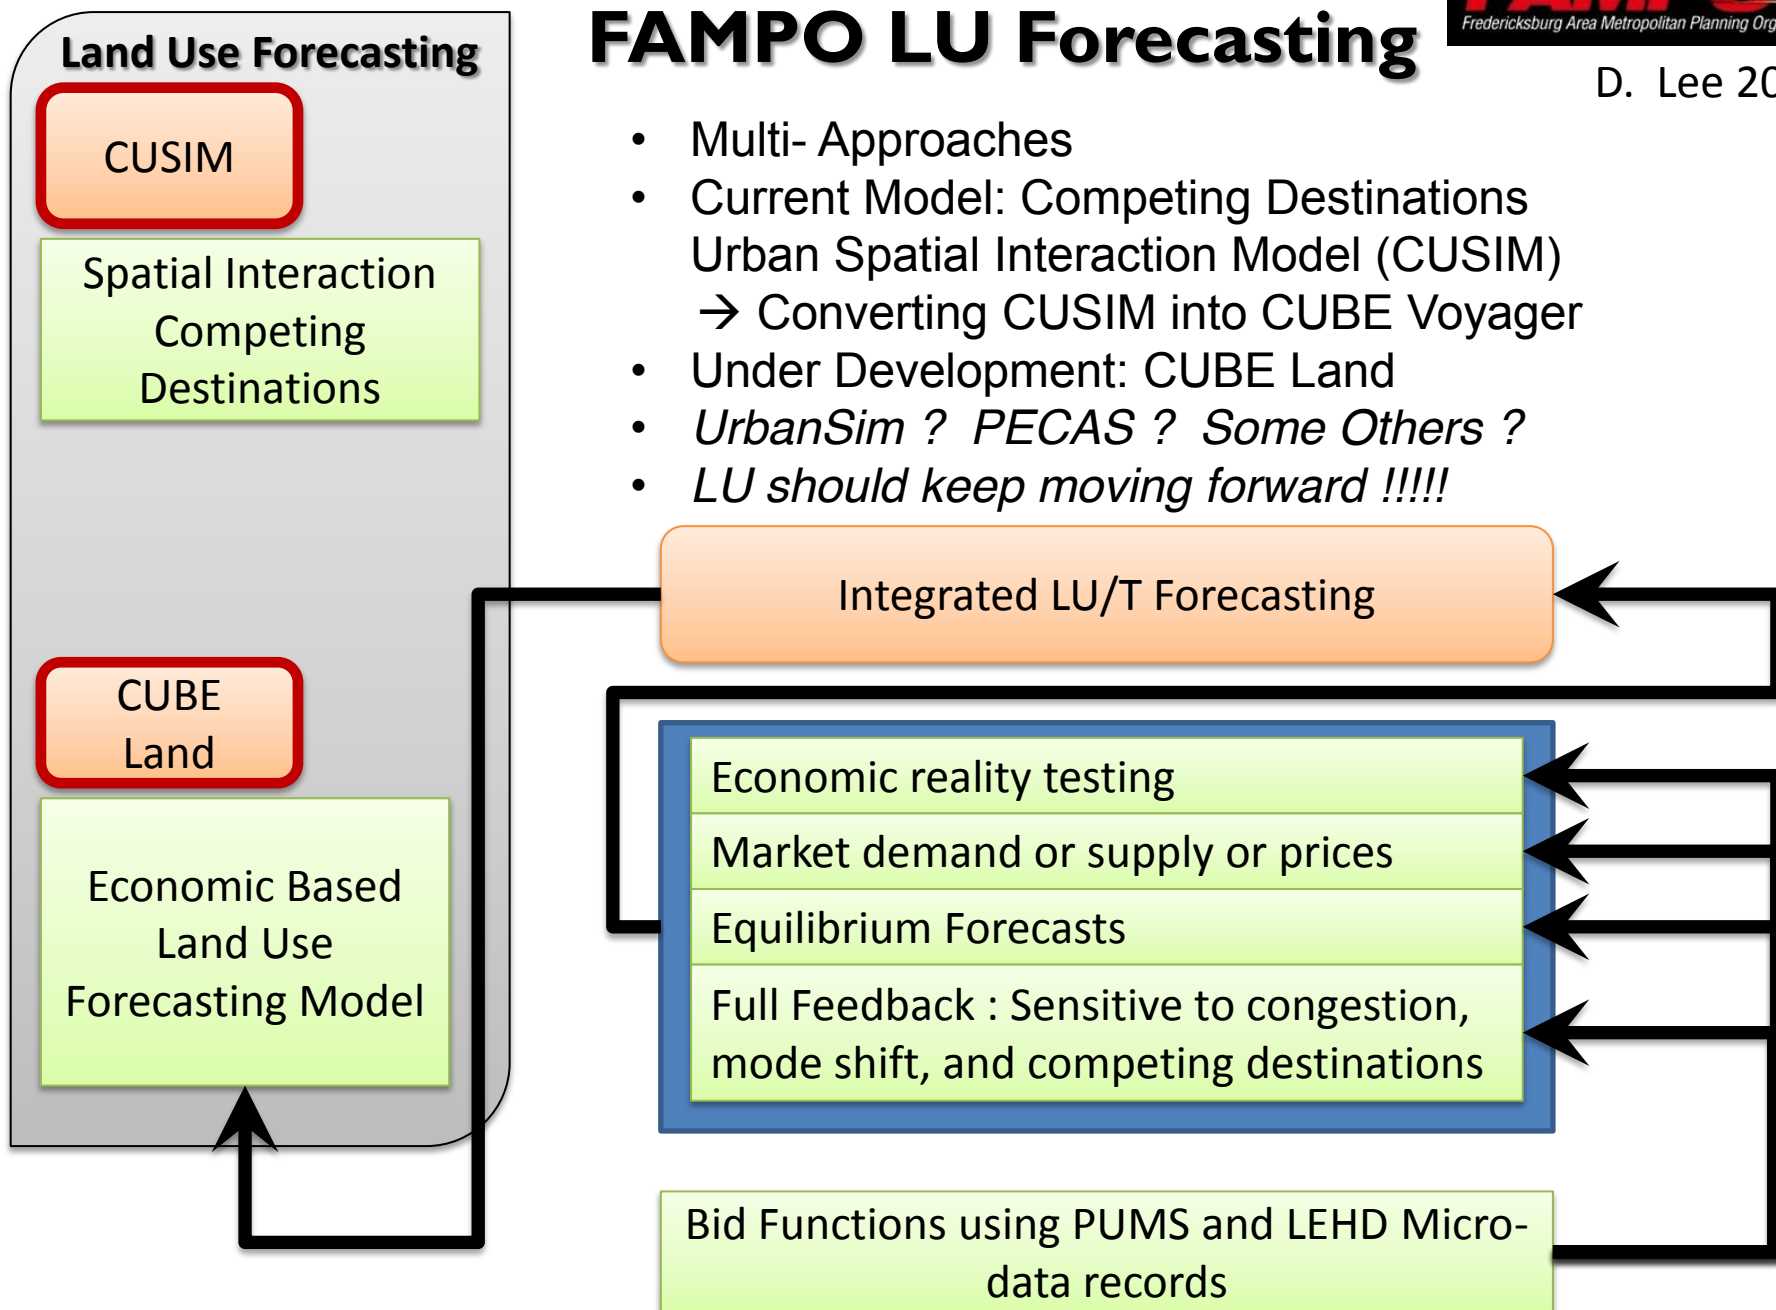 Land Use Forecasting
CUSIM
Spatial Interaction
Competing
Destinations
CUBE
Land
Economic Based
Land Use
Forecasting Model
FAMPO LU Forecasting
Fredericksburg Area Metropolitan Planning Org
D. Lee 20
• Multi- Approaches
• Current Model: Competing Destinations
Urban Spatial Interaction Model (CUSIM)
→ Converting CUSIM into CUBE Voyager
• Under Development: CUBE Land
• UrbanSim ? PECAS ? Some Others ?
• LU should keep moving forward !!!!!
Integrated LU/T Forecasting
Economic reality testing
Market demand or supply or prices
Equilibrium Forecasts
Full Feedback : Sensitive to congestion,
mode shift, and competing destinations
Bid Functions using PUMS and LEHD Micro-
data records